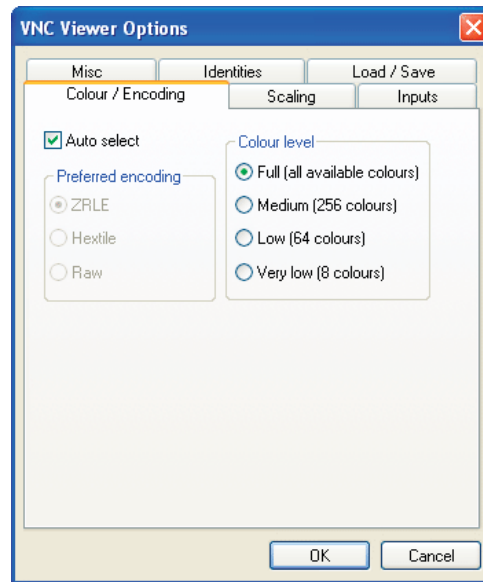 VNC Viewer Options
Misc Identities Load / Save
Colour / Encoding Scaling Inputs
Auto select
Preferred encoding
ZRLE
Hextile
Raw
Colour level
Full (all available colours)
Medium (256 colours)
Low (64 colours)
Very low (8 colours)
OK Cancel